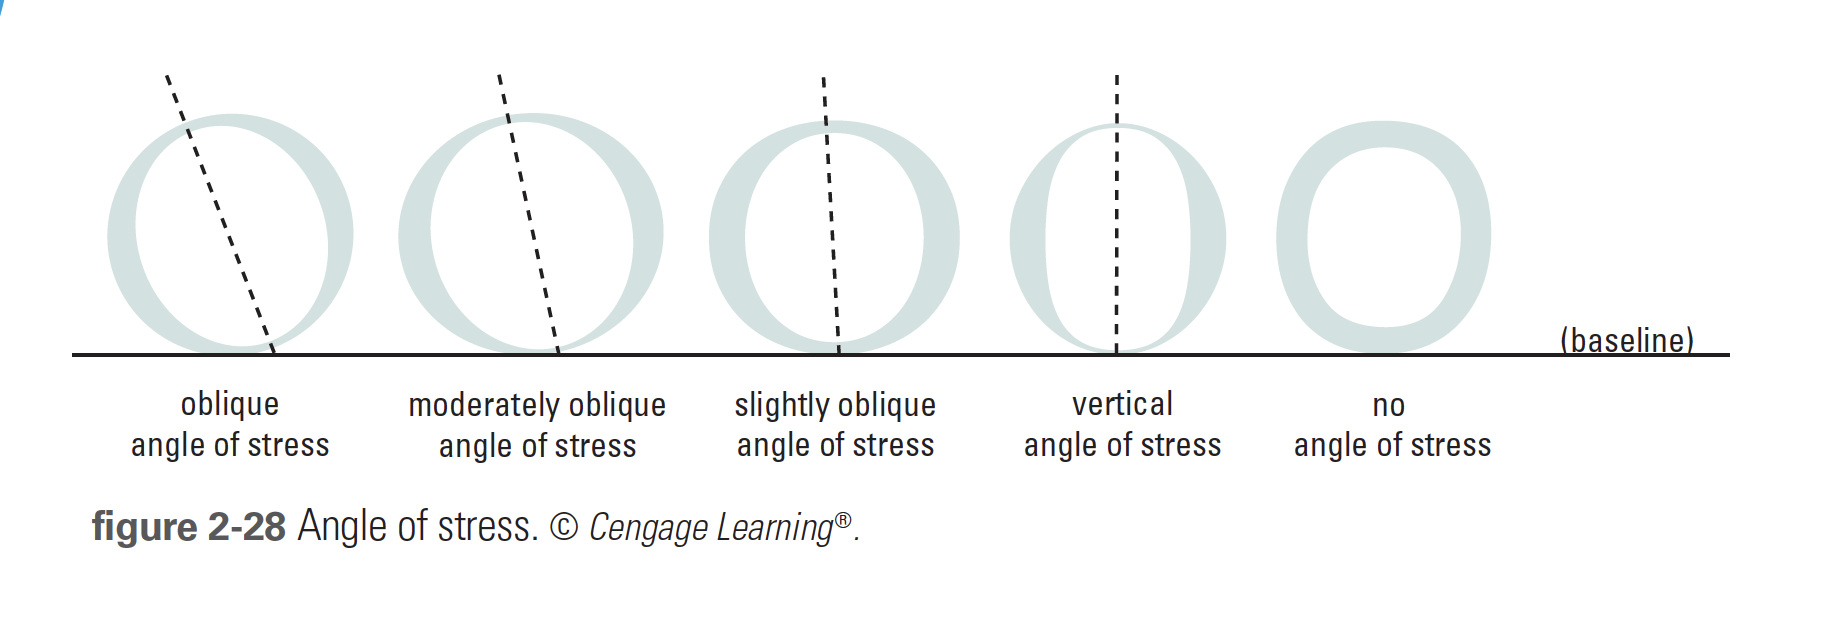 (baseline)
oblique
angle of stress
moderately oblique
angle of stress
slightly oblique
angle of stress
vertical
angle of stress
no
angle of stress
figure 2-28 Angle of stress. © Cengage Learning®.